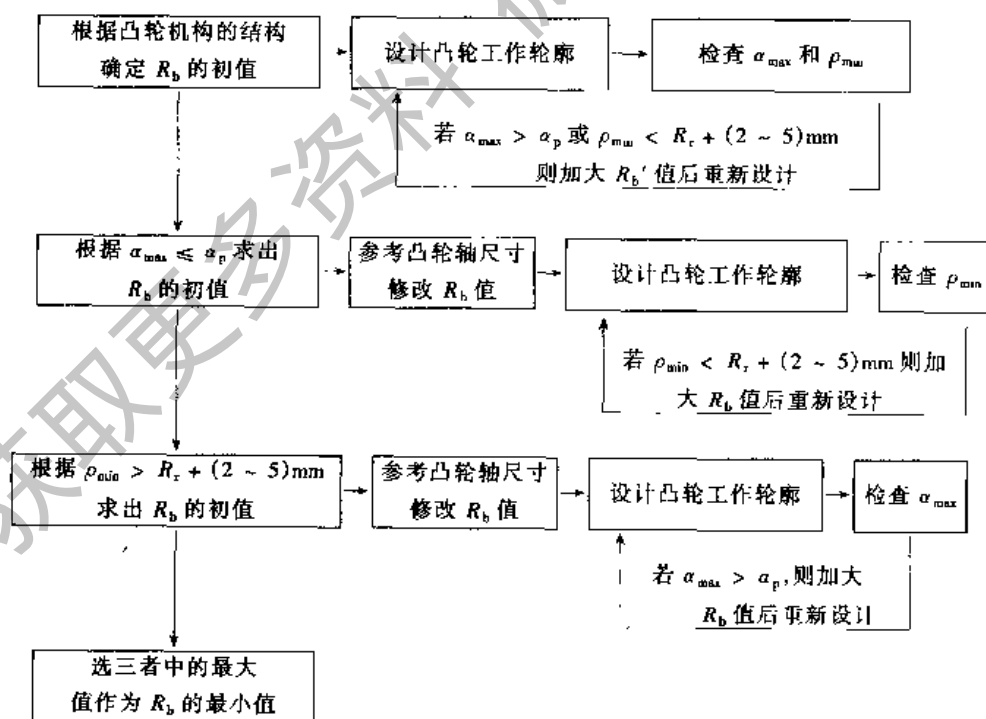 根据凸轮机构的结构
确定 R_b 的初值
设计凸轮工作轮廓
检查 α_max 和 ρ_min
若 α_max > α_p 或 ρ_min < R_r + (2 ~ 5)mm
则加大 R_b′ 值后重新设计
根据 α_max ≤ α_p 求出
R_b 的初值
参考凸轮轴尺寸
修改 R_b 值
设计凸轮工作轮廓
检查 ρ_min
若 ρ_min < R_r + (2 ~ 5)mm 则加
大 R_b 值后重新设计
根据 ρ_min > R_r + (2 ~ 5)mm
求出 R_b 的初值
参考凸轮轴尺寸
修改 R_b 值
设计凸轮工作轮廓
检查 α_max
若 α_max > α_p,则加大
R_b 值后重新设计
选三者中的最大
值作为 R_b 的最小值
获取更多资料